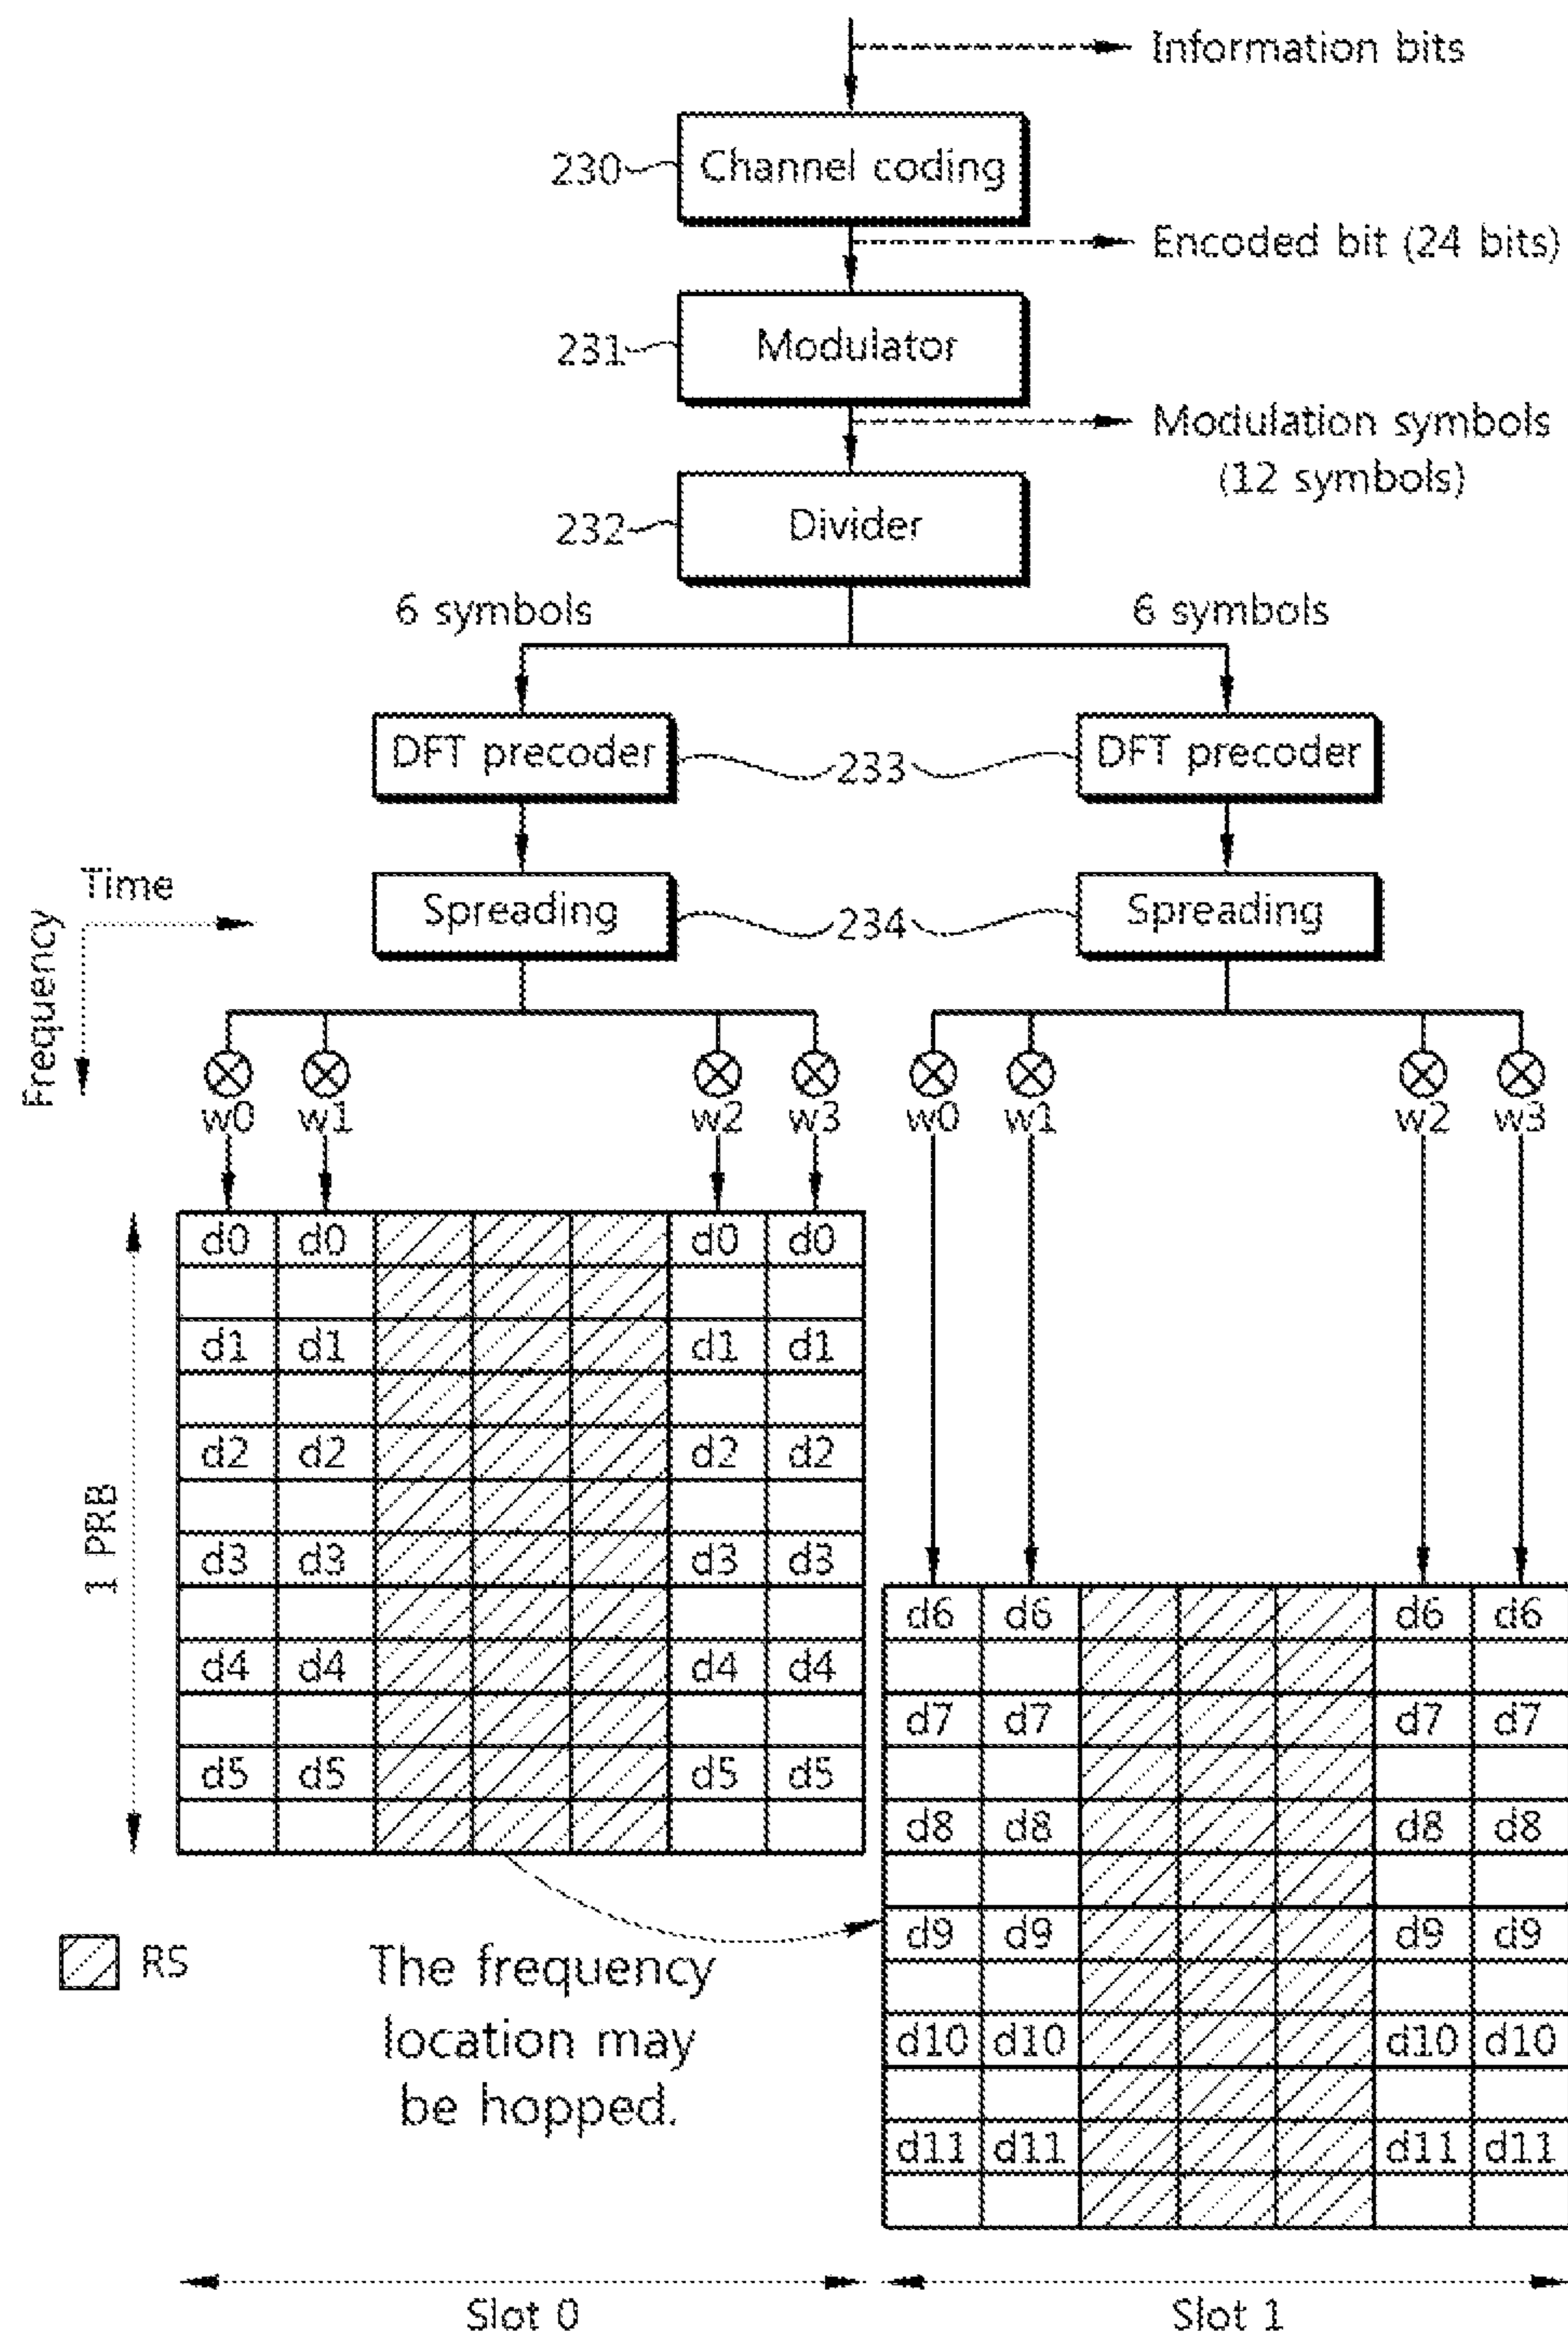 Information bits
230
Channel coding
Encoded bit (24 bits)
231
Modulator
Modulation symbols
(12 symbols)
232
Divider
6 symbols
6 symbols
DFT precoder
233
DFT precoder
Time
Frequency
Spreading
234
Spreading
w0 w1 w2 w3 w0 w1 w2 w3
1 PRB
d0 d0 d0 d0
d1 d1 d1 d1
d2 d2 d2 d2
d3 d3 d3 d3
d4 d4 d4 d4
d5 d5 d5 d5
d6 d6 d6 d6
d7 d7 d7 d7
d8 d8 d8 d8
d9 d9 d9 d9
d10 d10 d10 d10
d11 d11 d11 d11
RS
The frequency
location may
be hopped.
Slot 0
Slot 1